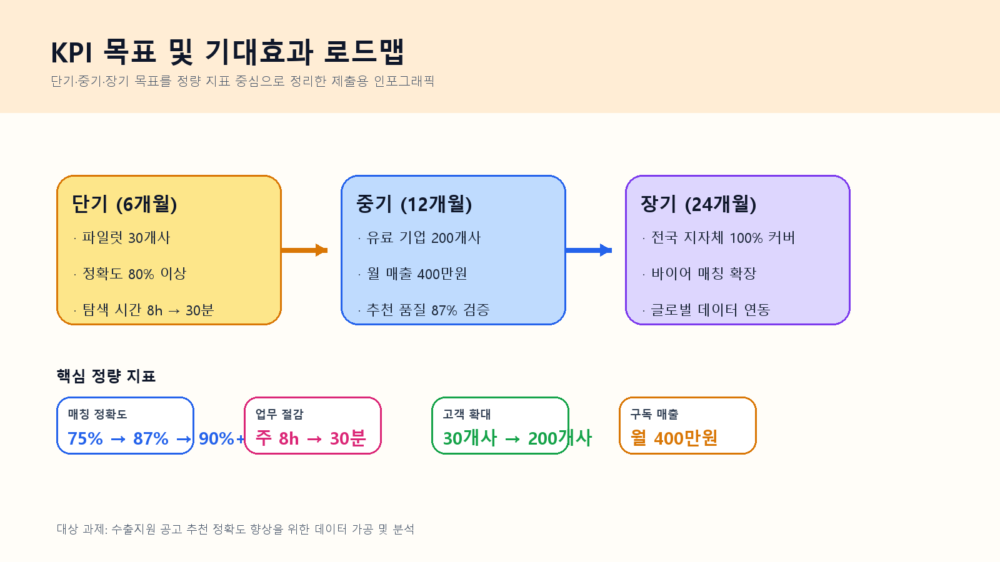 KPI 목표 및 기대효과 로드맵
단기·중기·장기 목표를 정량 지표 중심으로 정리한 제출용 인포그래픽
단기 (6개월)
· 파일럿 30개사
· 정확도 80% 이상
· 탐색 시간 8h → 30분
중기 (12개월)
· 유료 기업 200개사
· 월 매출 400만원
· 추천 품질 87% 검증
장기 (24개월)
· 전국 지자체 100% 커버
· 바이어 매칭 확장
· 글로벌 데이터 연동
핵심 정량 지표
매칭 정확도
75% → 87% → 90%+
업무 절감
주 8h → 30분
고객 확대
30개사 → 200개사
구독 매출
월 400만원
대상 과제: 수출지원 공고 추천 정확도 향상을 위한 데이터 가공 및 분석